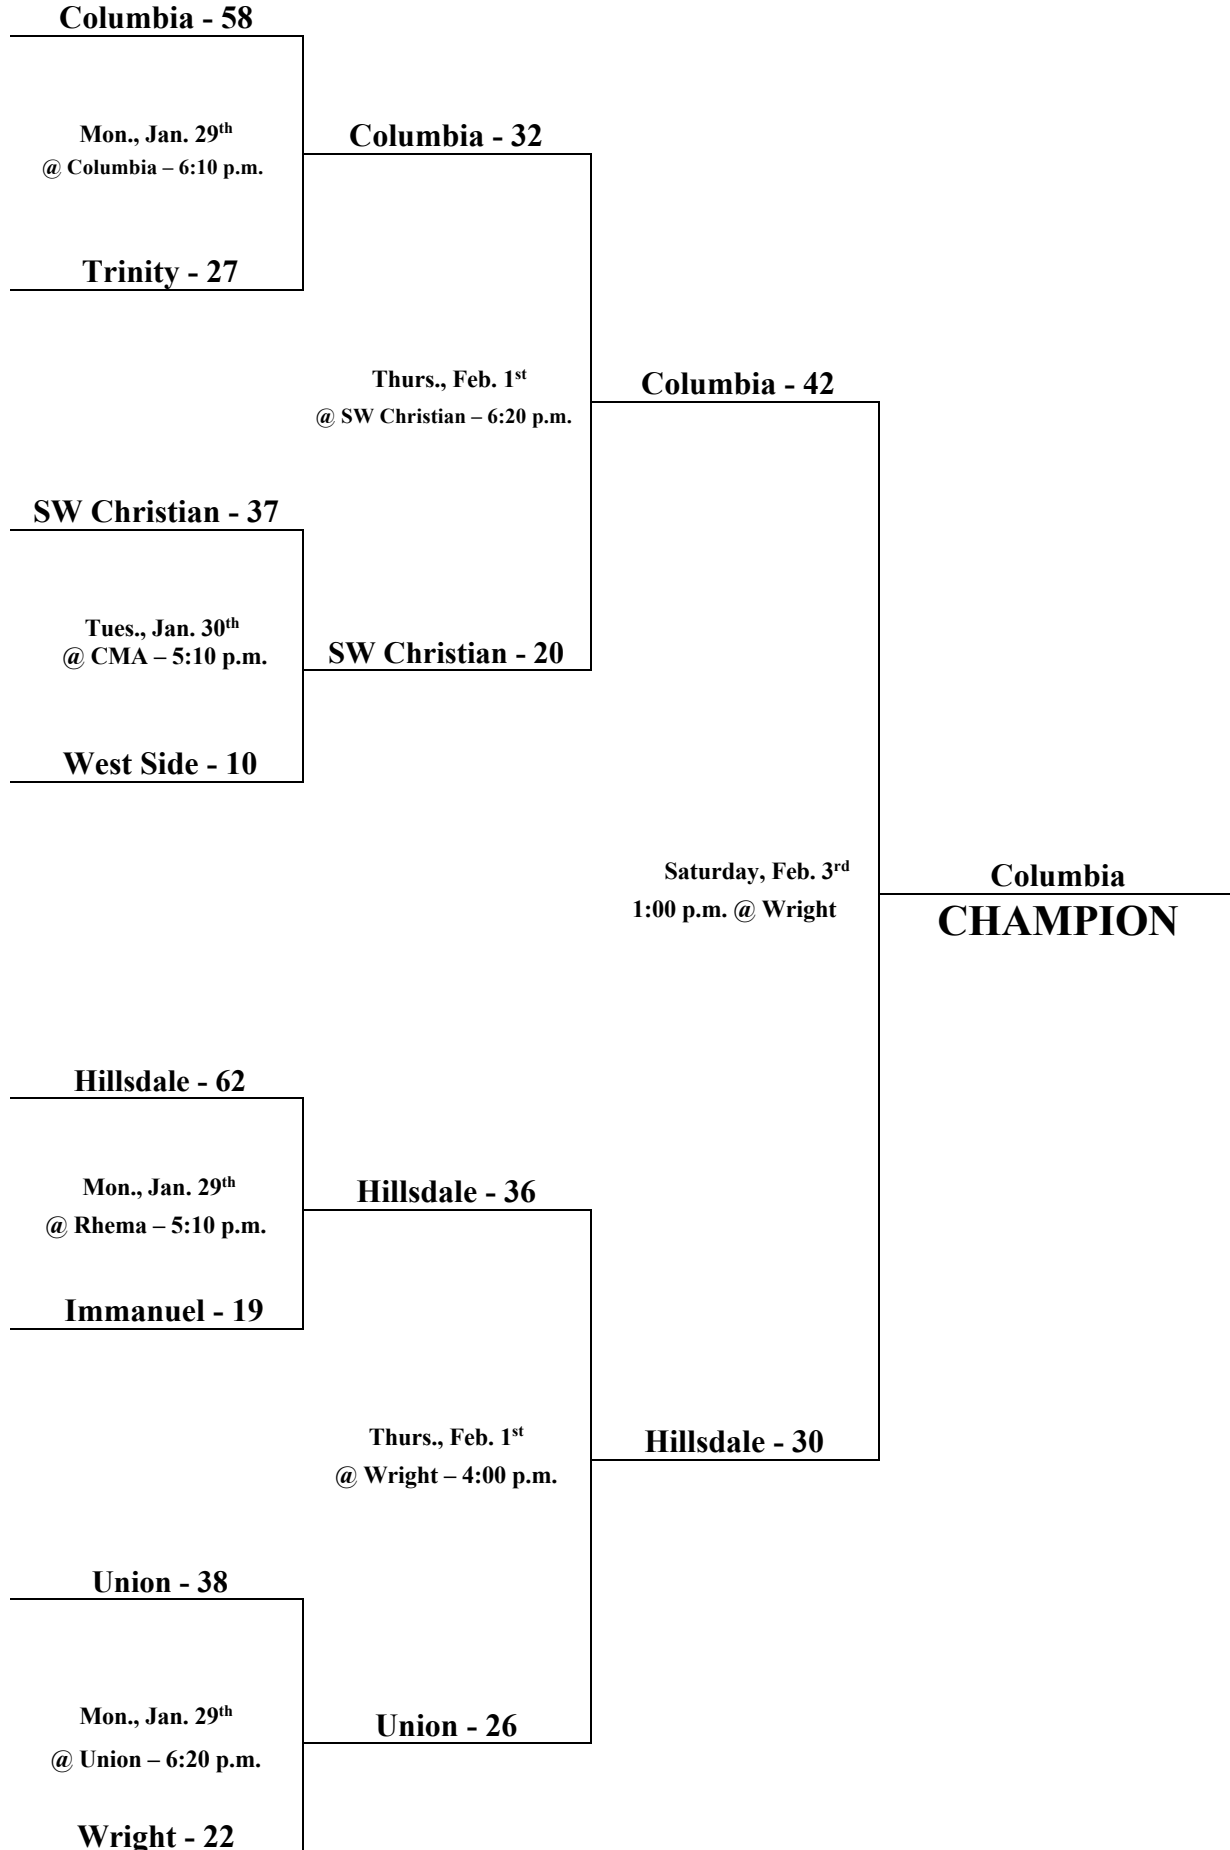 Columbia - 58
Mon., Jan. 29th
@ Columbia – 6:10 p.m.
Columbia - 32
Trinity - 27
Thurs., Feb. 1st
@ SW Christian – 6:20 p.m.
Columbia - 42
SW Christian - 37
Tues., Jan. 30th
@ CMA – 5:10 p.m.
SW Christian - 20
West Side - 10
Saturday, Feb. 3rd
1:00 p.m. @ Wright
Columbia
CHAMPION
Hillsdale - 62
Mon., Jan. 29th
@ Rhema – 5:10 p.m.
Hillsdale - 36
Immanuel - 19
Thurs., Feb. 1st
@ Wright – 4:00 p.m.
Hillsdale - 30
Union - 38
Mon., Jan. 29th
@ Union – 6:20 p.m.
Union - 26
Wright - 22